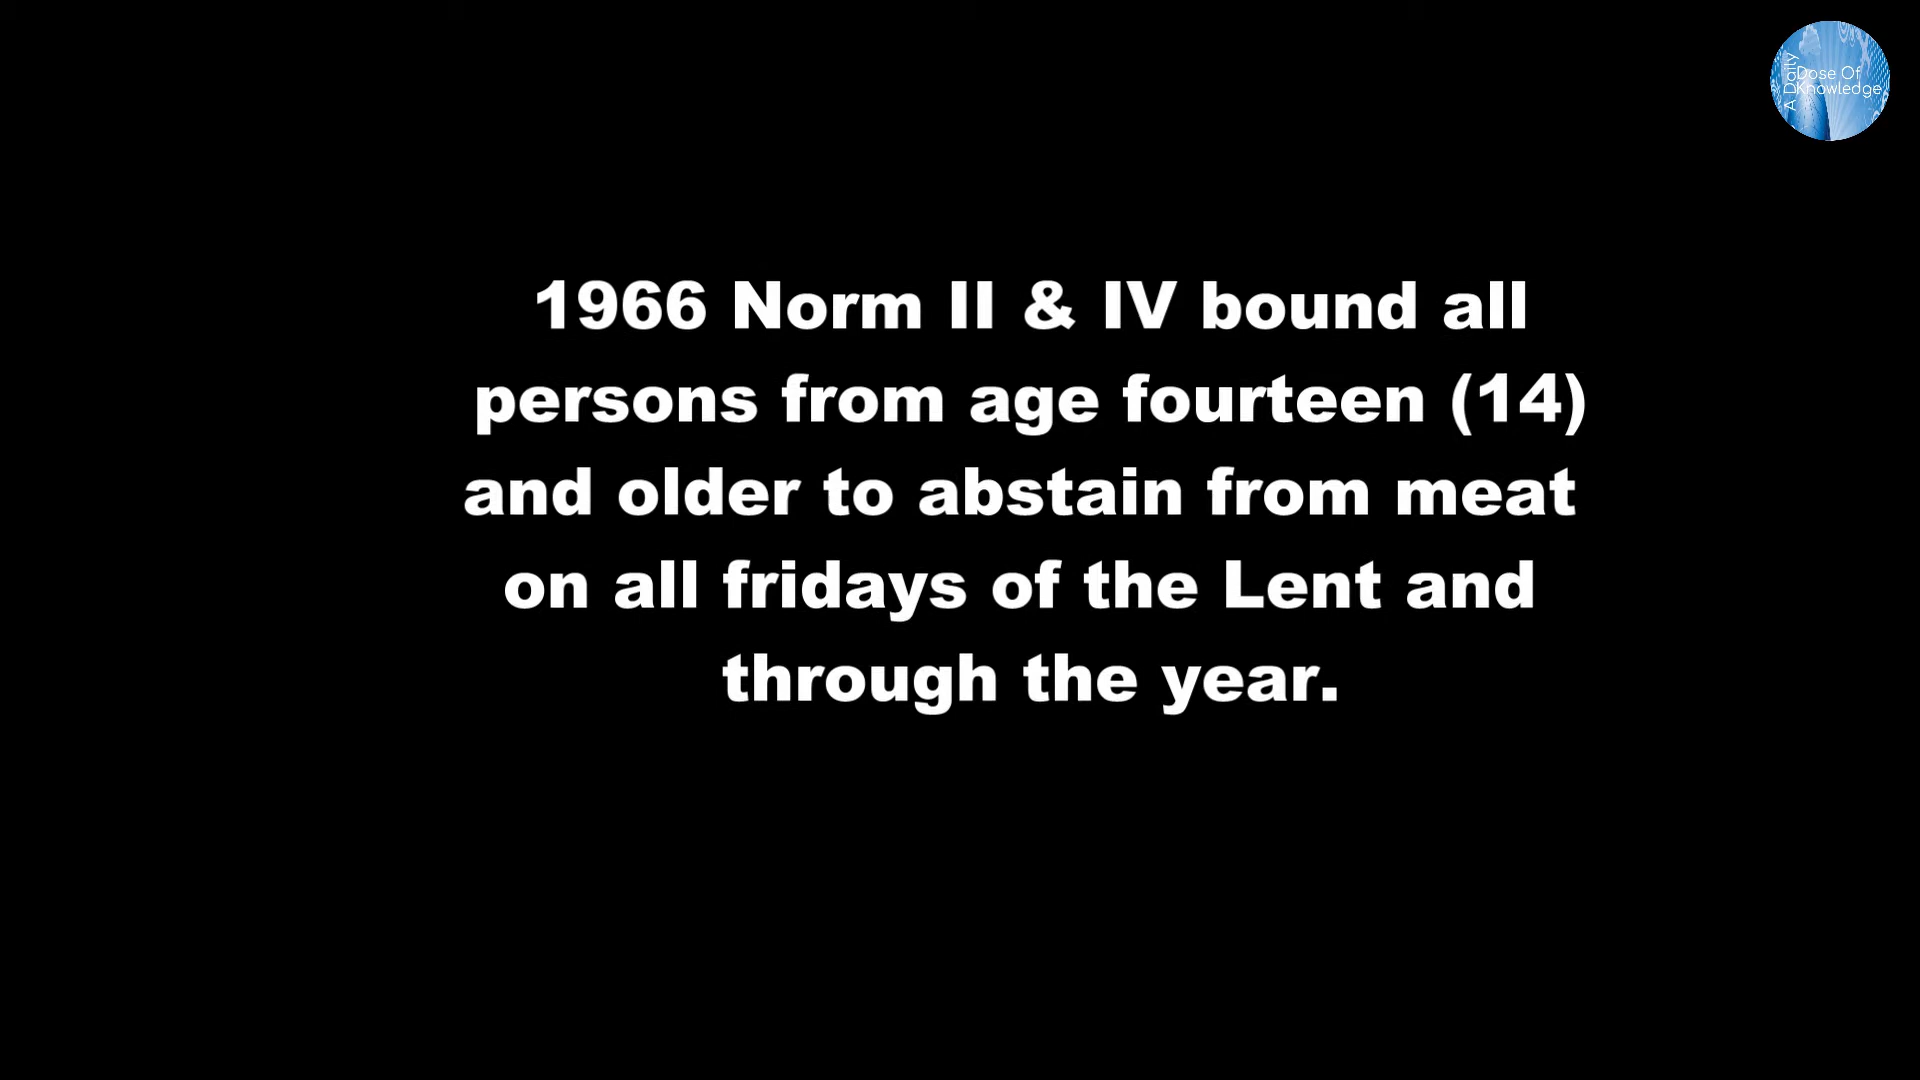 A Daily
Dose Of
Knowledge
1966 Norm II & IV bound all
persons from age fourteen (14)
and older to abstain from meat
on all fridays of the Lent and
through the year.